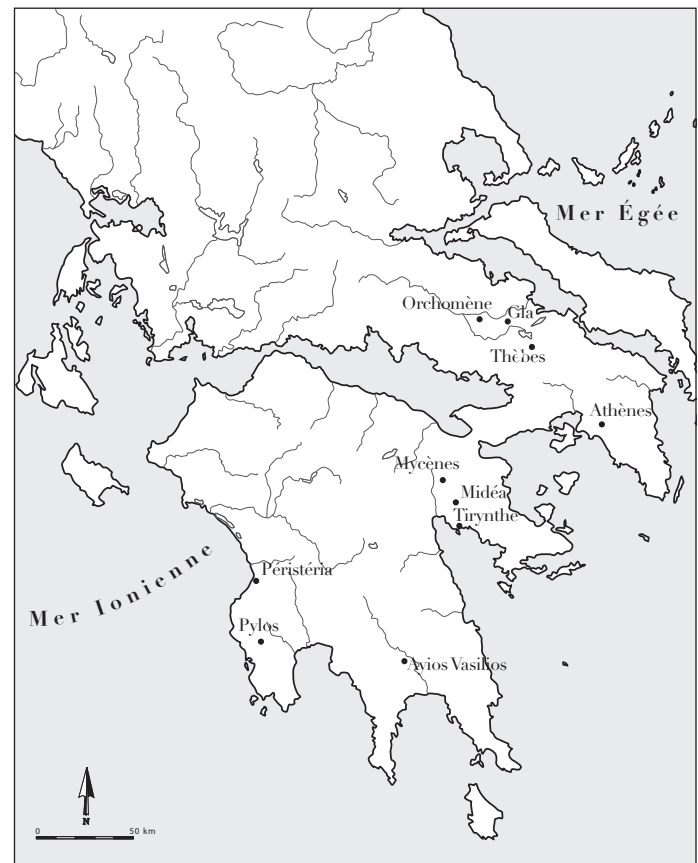 Mer Égée
Orchomène
Gla
Thèbes
Athènes
Mycènes
Midéa
Tirynthe
Péristéria
Mer Ionienne
Pylos
Ayios Vasilios
N
0 50 km